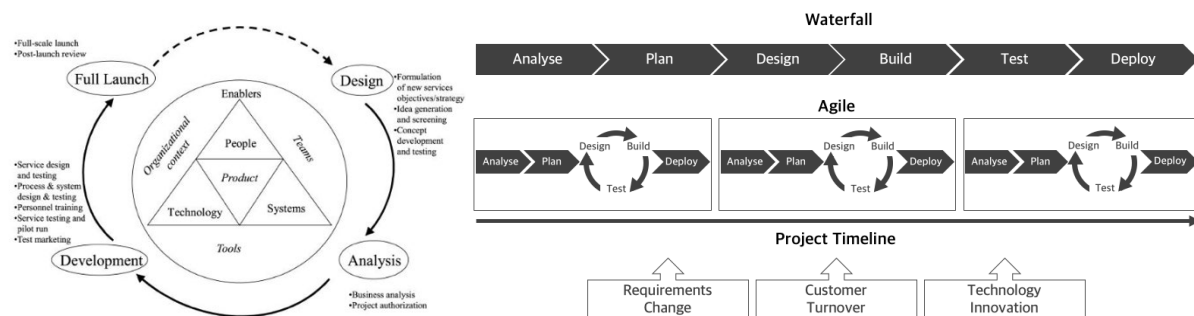 •Full-scale launch
•Post-launch review
Full Launch
Design
•Formulation
of new services
objectives/strategy
•Idea generation
and screening
•Concept
development
and testing
Enablers
Organizational
context
People
Teams
Product
Technology
Systems
Tools
•Service design
and testing
•Process & system
design & testing
•Personnel training
•Service testing and
pilot run
•Test marketing
Development
Analysis
•Business analysis
•Project authorization
Waterfall
Analyse
Plan
Design
Build
Test
Deploy
Agile
Analyse
Plan
Design
Build
Test
Deploy
Analyse
Plan
Design
Build
Test
Deploy
Analyse
Plan
Design
Build
Test
Deploy
Project Timeline
Requirements
Change
Customer
Turnover
Technology
Innovation